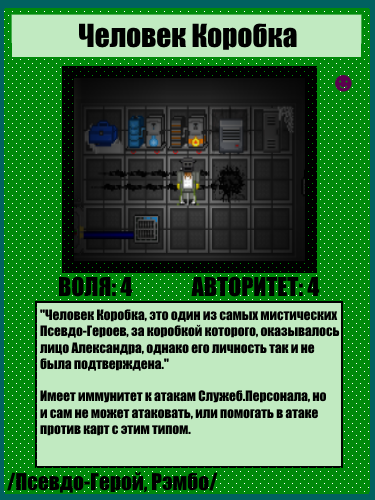 Человек Коробка
ВОЛЯ: 4 АВТОРИТЕТ: 4
"Человек Коробка, это один из самых мистических
Псевдо-Героев, за коробкой которого, оказывалось
лицо Александра, однако его личность так и не
была подтверждена."
Имеет иммунитет к атакам Служеб.Персонала, но
и сам не может атаковать, или помогать в атаке
против карт с этим типом.
/Псевдо-Герой, Рэмбо/